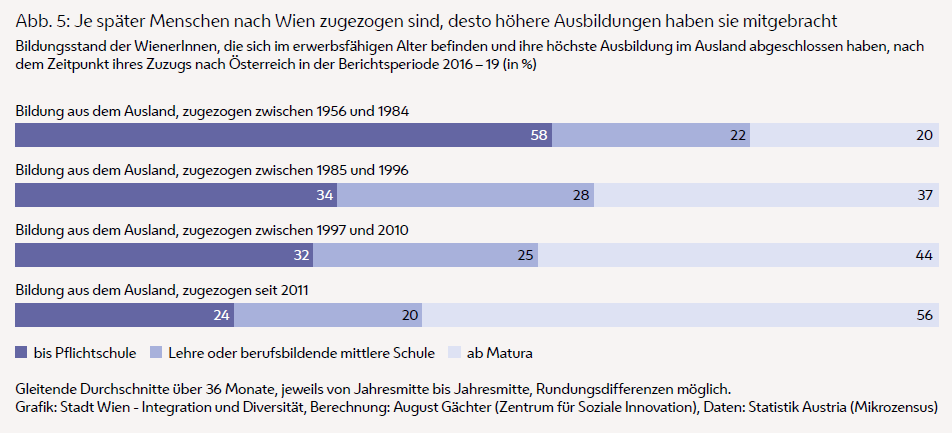 Abb. 5: Je später Menschen nach Wien zugezogen sind, desto höhere Ausbildungen haben sie mitgebracht
Bildungsstand der WienerInnen, die sich im erwerbsfähigen Alter befinden und ihre höchste Ausbildung im Ausland abgeschlossen haben, nach
dem Zeitpunkt ihres Zuzugs nach Österreich in der Berichtsperiode 2016 – 19 (in %)
Bildung aus dem Ausland, zugezogen zwischen 1956 und 1984
58 22 20
Bildung aus dem Ausland, zugezogen zwischen 1985 und 1996
34 28 37
Bildung aus dem Ausland, zugezogen zwischen 1997 und 2010
32 25 44
Bildung aus dem Ausland, zugezogen seit 2011
24 20 56
bis Pflichtschule Lehre oder berufsbildende mittlere Schule ab Matura
Gleitende Durchschnitte über 36 Monate, jeweils von Jahresmitte bis Jahresmitte, Rundungsdifferenzen möglich.
Grafik: Stadt Wien - Integration und Diversität, Berechnung: August Gächter (Zentrum für Soziale Innovation), Daten: Statistik Austria (Mikrozensus)